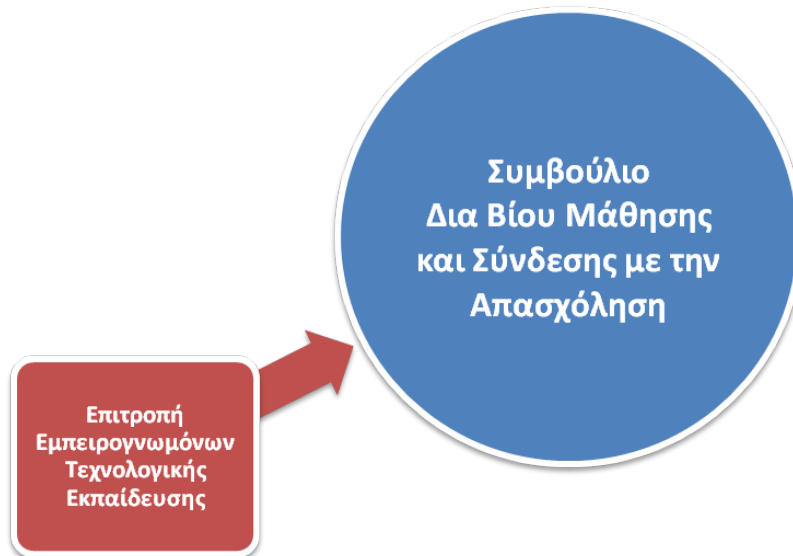 Συμβούλιο
Δια Βίου Μάθησης
και Σύνδεσης με την
Απασχόληση
Επιτροπή
Εμπειρογνωμόνων
Τεχνολογικής
Εκπαίδευσης